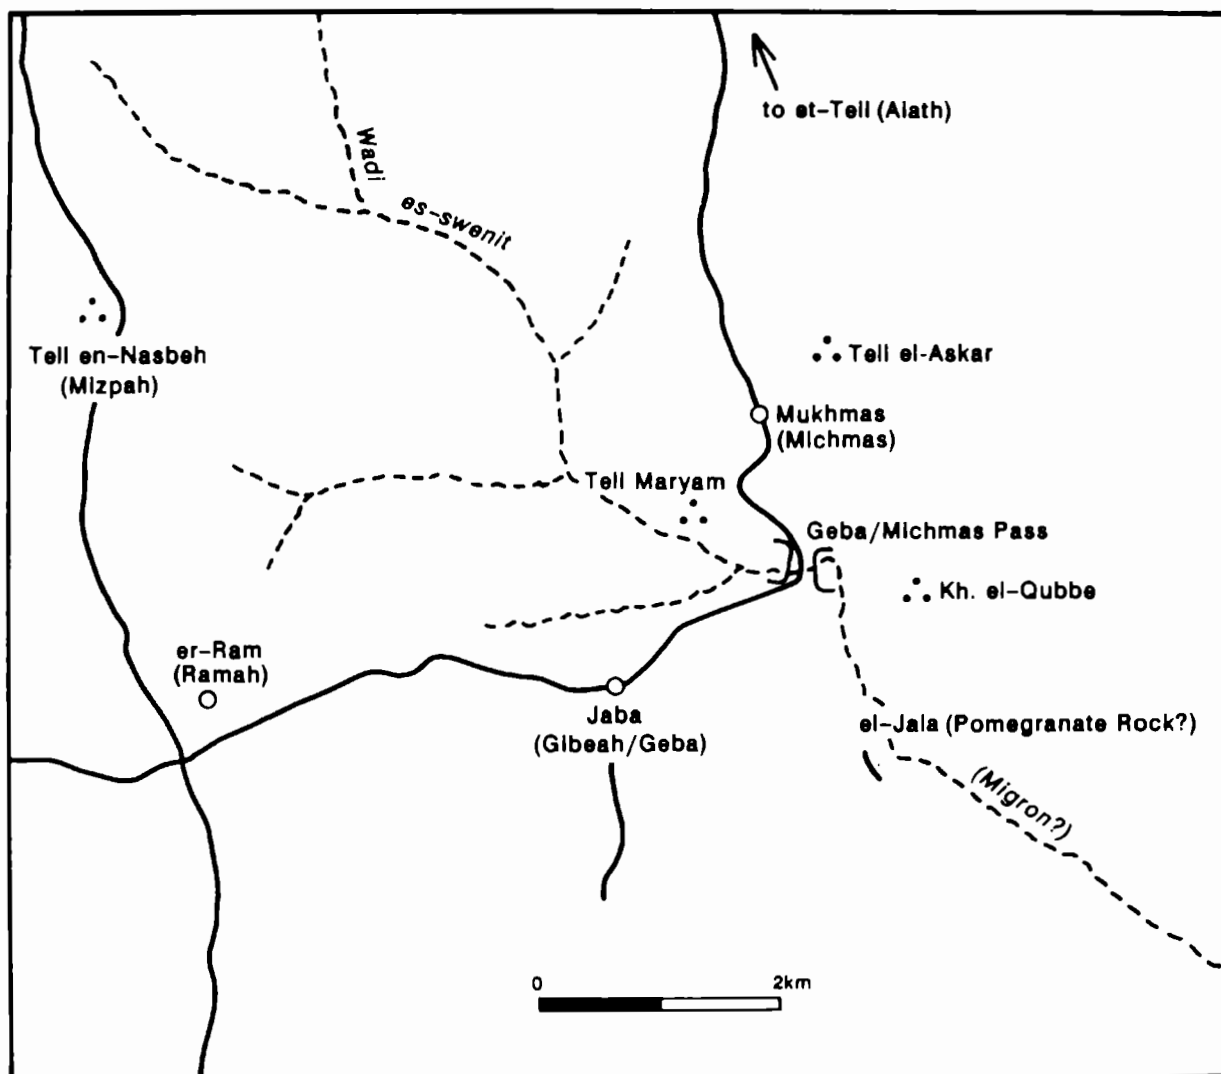 to et-Tell (Aiath)
Wadi
es-swenit
Tell en-Nasbeh
(Mizpah)
Tell el-Askar
Mukhmas
(Michmas)
Tell Maryam
Geba/Michmas Pass
Kh. el-Qubbe
er-Ram
(Ramah)
Jaba
(Gibeah/Geba)
el-Jala (Pomegranate Rock?)
(Migron?)
0 2km